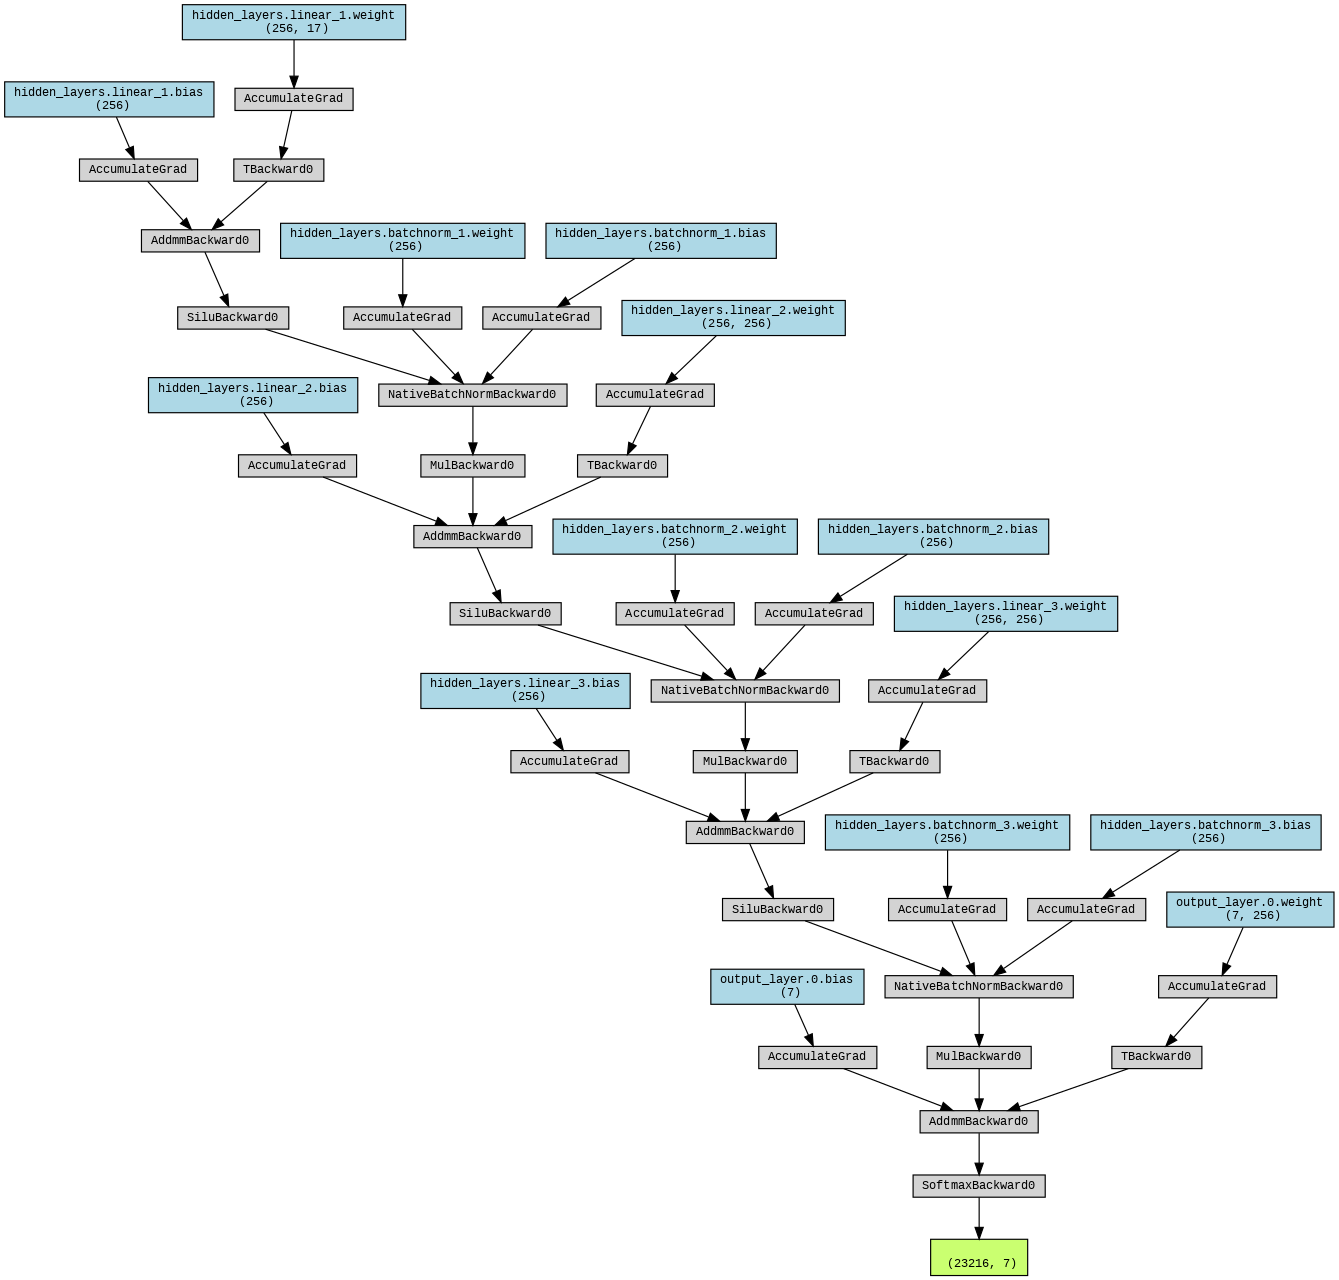 hidden_layers.linear_1.weight
(256, 17)
hidden_layers.linear_1.bias
(256)
AccumulateGrad
AccumulateGrad
TBackward0
AddmmBackward0
hidden_layers.batchnorm_1.weight
(256)
hidden_layers.batchnorm_1.bias
(256)
SiluBackward0
AccumulateGrad
AccumulateGrad
hidden_layers.linear_2.weight
(256, 256)
hidden_layers.linear_2.bias
(256)
NativeBatchNormBackward0
AccumulateGrad
AccumulateGrad
MulBackward0
TBackward0
AddmmBackward0
hidden_layers.batchnorm_2.weight
(256)
hidden_layers.batchnorm_2.bias
(256)
SiluBackward0
AccumulateGrad
AccumulateGrad
hidden_layers.linear_3.weight
(256, 256)
hidden_layers.linear_3.bias
(256)
NativeBatchNormBackward0
AccumulateGrad
AccumulateGrad
MulBackward0
TBackward0
AddmmBackward0
hidden_layers.batchnorm_3.weight
(256)
hidden_layers.batchnorm_3.bias
(256)
SiluBackward0
AccumulateGrad
AccumulateGrad
output_layer.0.weight
(7, 256)
output_layer.0.bias
(7)
NativeBatchNormBackward0
AccumulateGrad
AccumulateGrad
MulBackward0
TBackward0
AddmmBackward0
SoftmaxBackward0
(23216, 7)